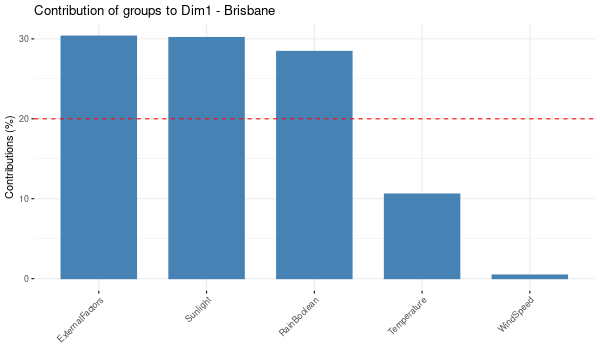 Contribution of groups to Dim1 - Brisbane
Contributions (%)
30
20
10
0
ExternalFactors
Sunlight
RainBoolean
Temperature
WindSpeed